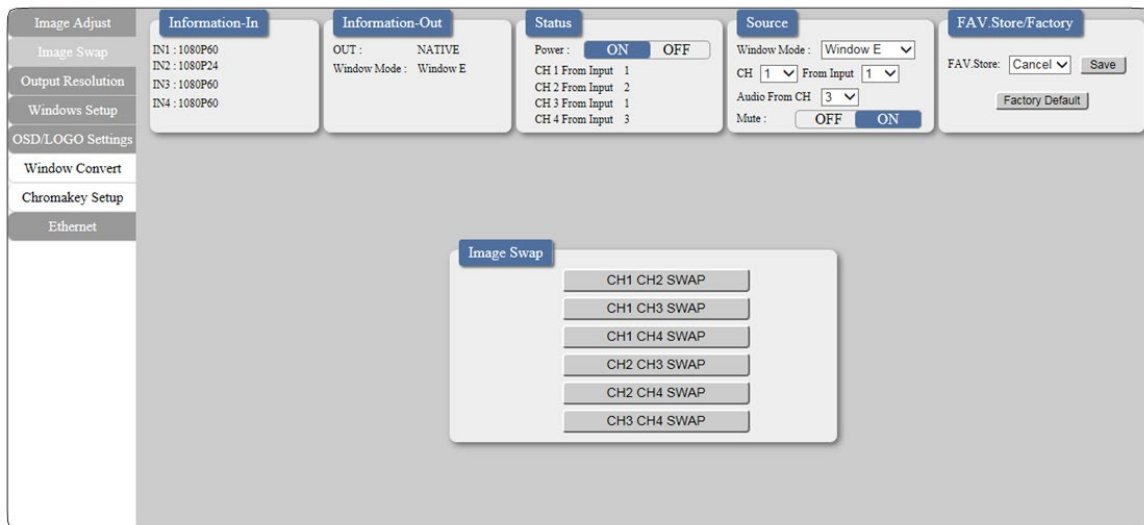 Image Adjust
Image Swap
Output Resolution
Windows Setup
OSD/LOGO Settings
Window Convert
Chromakey Setup
Ethernet
Information-In
IN1 : 1080P60
IN2 : 1080P24
IN3 : 1080P60
IN4 : 1080P60
Information-Out
OUT : NATIVE
Window Mode : Window E
Status
Power : ON OFF
CH 1 From Input 1
CH 2 From Input 2
CH 3 From Input 1
CH 4 From Input 3
Source
Window Mode : Window E
CH 1 From Input 1
Audio From CH 3
Mute : OFF ON
FAV.Store/Factory
FAV.Store: Cancel Save
Factory Default
Image Swap
CH1 CH2 SWAP
CH1 CH3 SWAP
CH1 CH4 SWAP
CH2 CH3 SWAP
CH2 CH4 SWAP
CH3 CH4 SWAP